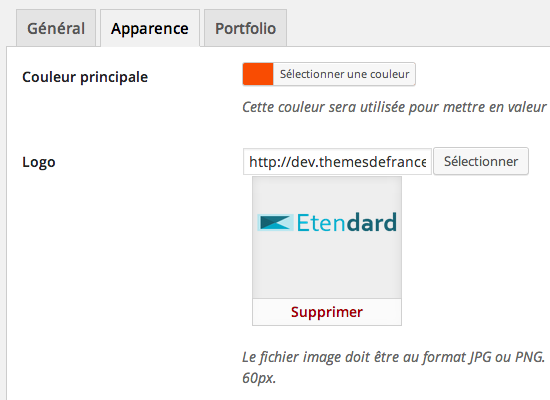 Général Apparence Portfolio
Couleur principale Sélectionner une couleur
Cette couleur sera utilisée pour mettre en valeur
Logo http://dev.themesdefrance Sélectionner
Etendard
Supprimer
Le fichier image doit être au format JPG ou PNG.
60px.